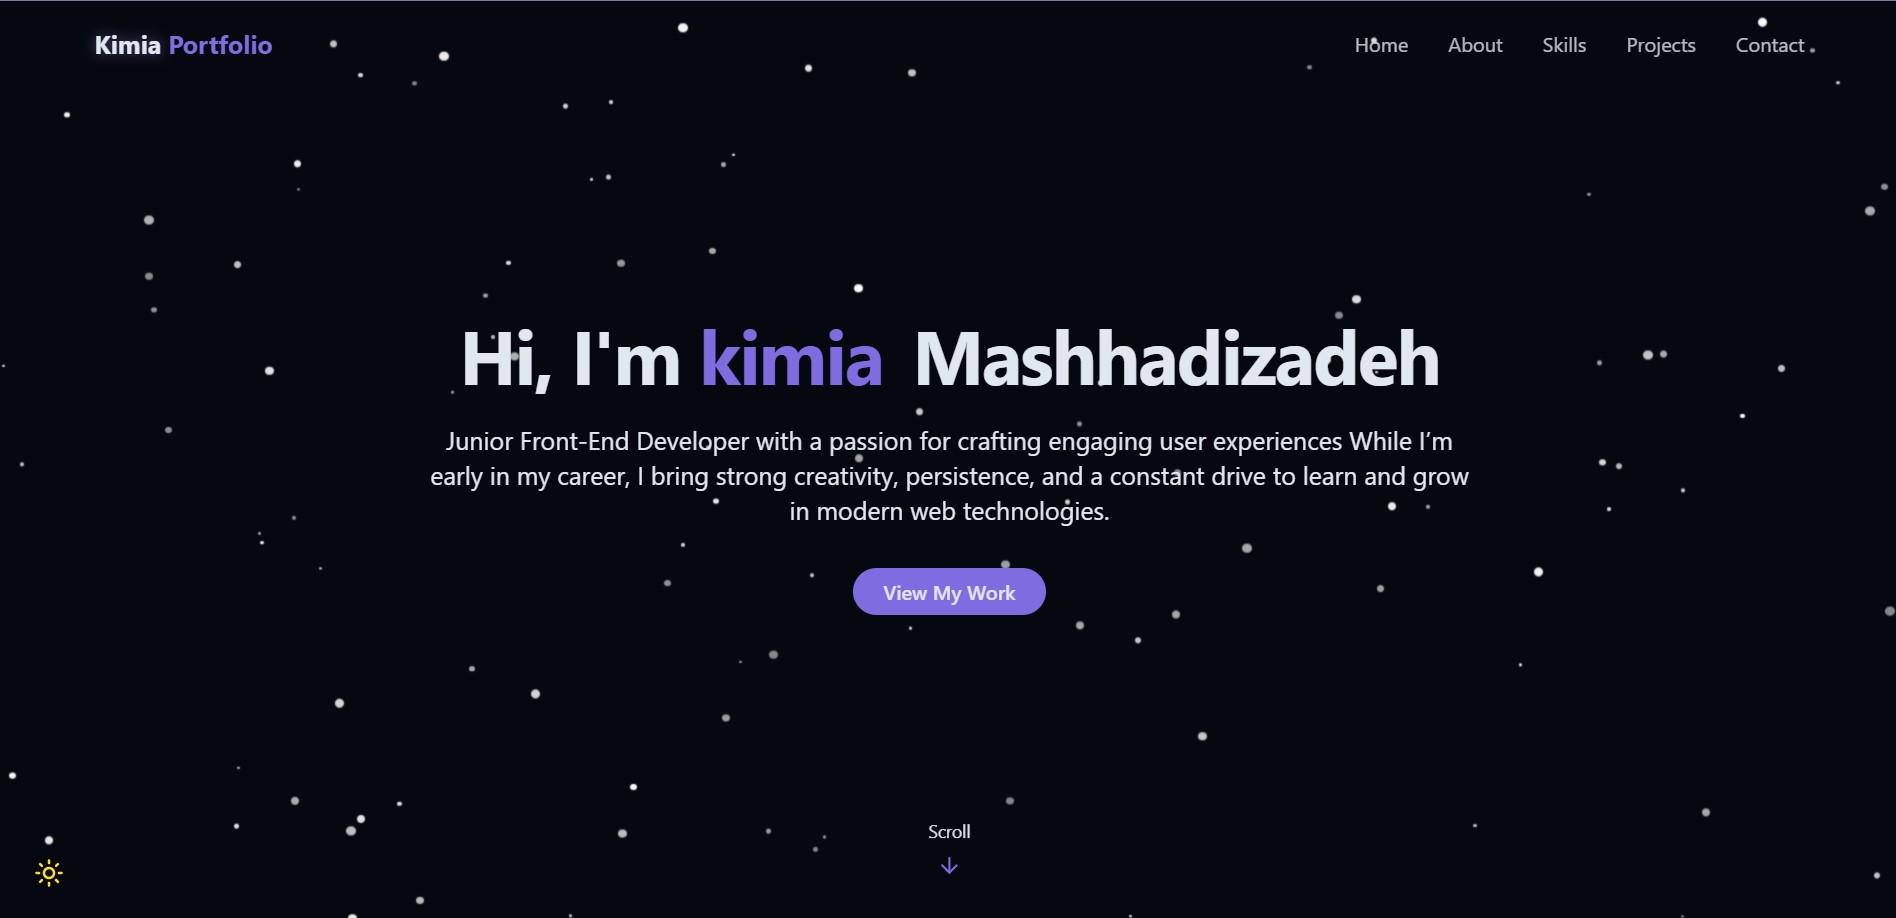 Kimia Portfolio
Home About Skills Projects Contact
Hi, I'm kimia Mashhadizadeh
Junior Front-End Developer with a passion for crafting engaging user experiences While I’m
early in my career, I bring strong creativity, persistence, and a constant drive to learn and grow
in modern web technologies.
View My Work
Scroll